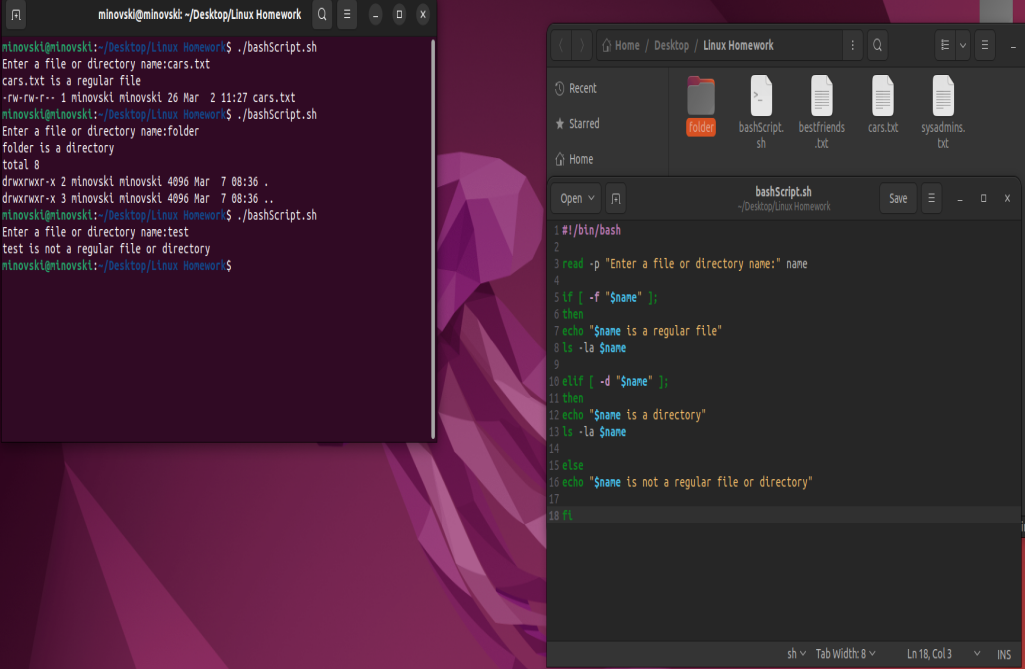 minovski@minovski: ~/Desktop/Linux Homework
minovski@minovski:~/Desktop/Linux Homework$ ./bashScript.sh
Enter a file or directory name:cars.txt
cars.txt is a regular file
-rw-rw-r-- 1 minovski minovski 26 Mar  2 11:27 cars.txt
minovski@minovski:~/Desktop/Linux Homework$ ./bashScript.sh
Enter a file or directory name:folder
folder is a directory
total 8
drwxrwxr-x 2 minovski minovski 4096 Mar  7 08:36 .
drwxrwxr-x 3 minovski minovski 4096 Mar  7 08:36 ..
minovski@minovski:~/Desktop/Linux Homework$ ./bashScript.sh
Enter a file or directory name:test
test is not a regular file or directory
minovski@minovski:~/Desktop/Linux Homework$
Home / Desktop / Linux Homework
Recent
Starred
Home
folder
bashScript.
sh
bestfriends
.txt
cars.txt
sysadmins.
txt
Open
bashScript.sh
~/Desktop/Linux Homework
Save
1 #!/bin/bash
2
3 read -p "Enter a file or directory name:" name
4
5 if [ -f "$name" ];
6 then
7 echo "$name is a regular file"
8 ls -la $name
9
10 elif [ -d "$name" ];
11 then
12 echo "$name is a directory"
13 ls -la $name
14
15 else
16 echo "$name is not a regular file or directory"
17
18 fi
sh Tab Width: 8 Ln 18, Col 3 INS